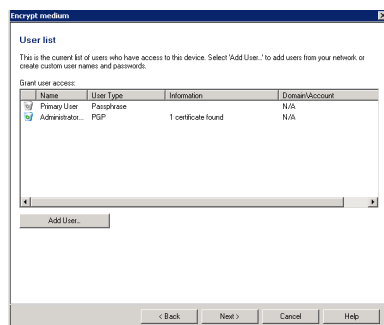 Encrypt medium
User list
This is the current list of users who have access to this device. Select 'Add User...' to add users from your network or
create custom user names and passwords.
Grant user access:
Name User Type Information Domain\Account
Primary User Passphrase N/A
Administrator... PGP 1 certificate found N/A
Add User...
< Back Next > Cancel Help